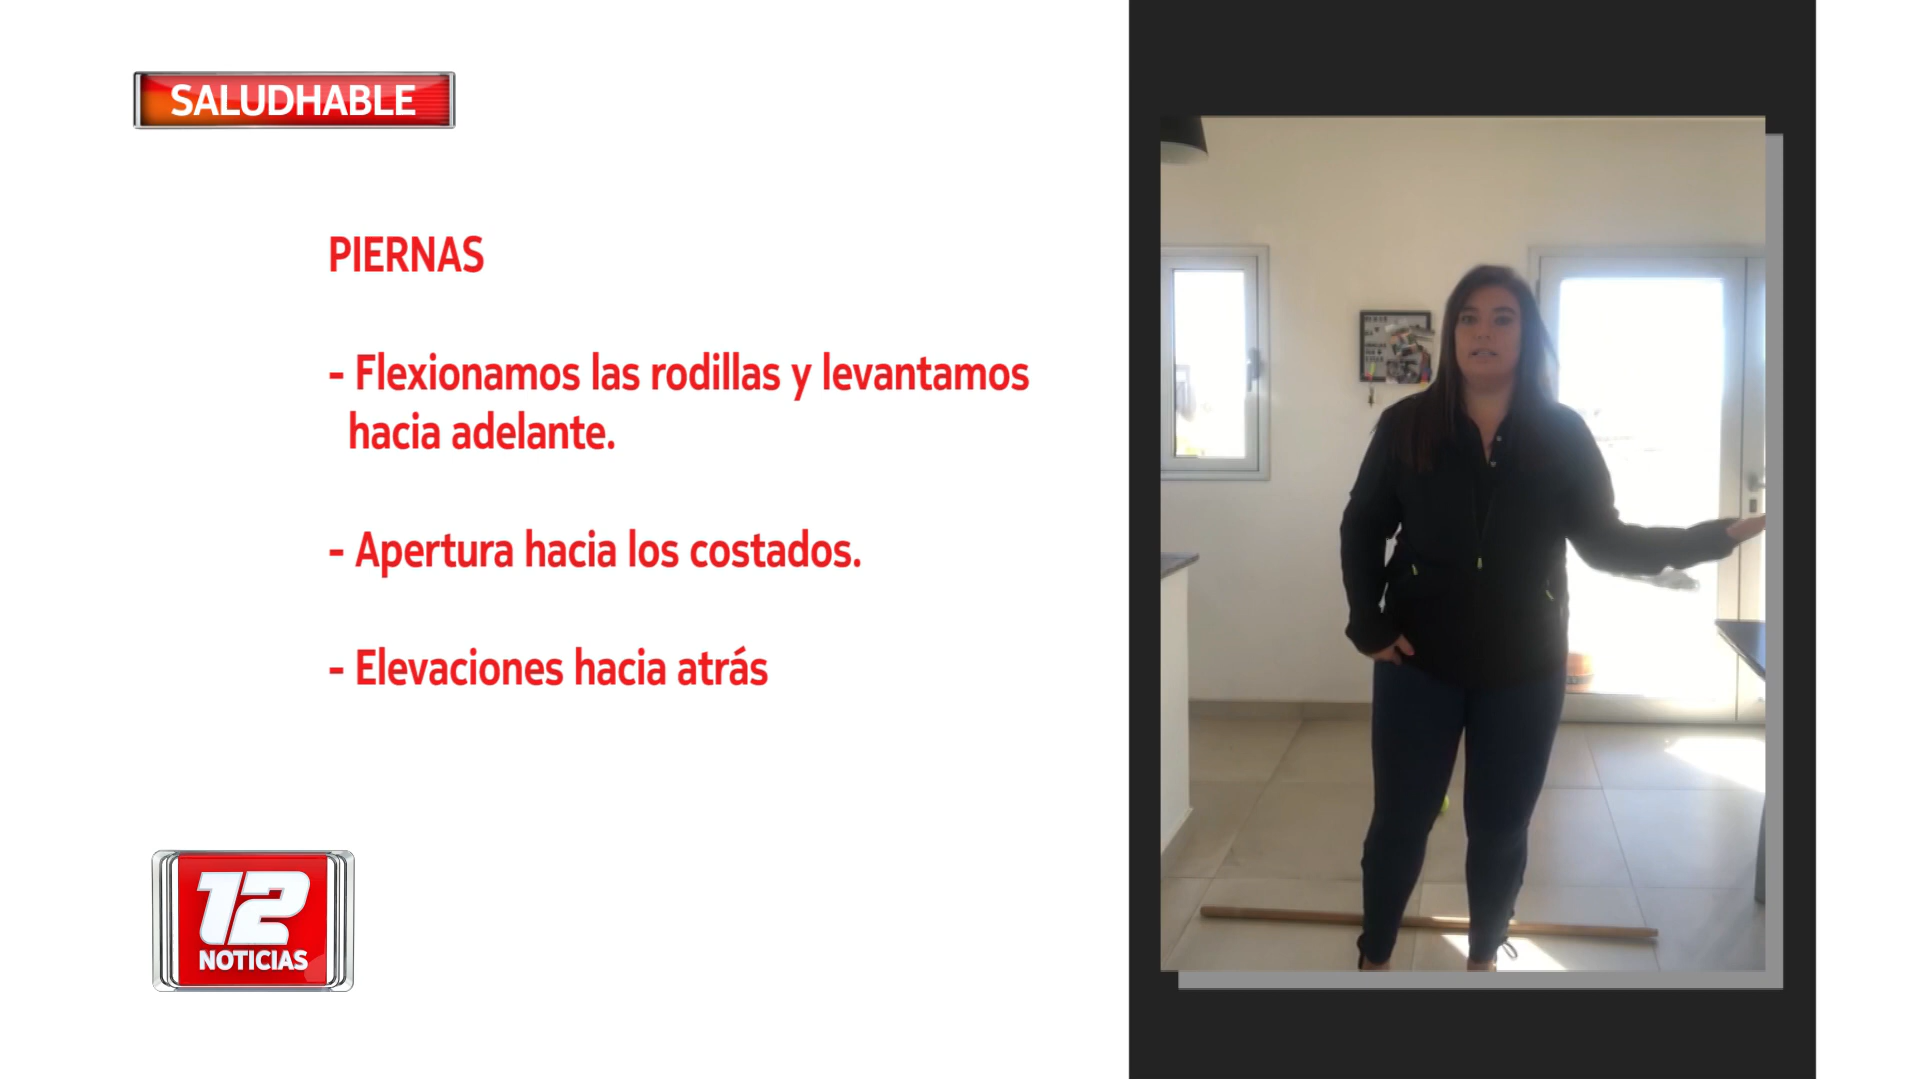 SALUDHABLE
PIERNAS
- Flexionamos las rodillas y levantamos
hacia adelante.
- Apertura hacia los costados.
- Elevaciones hacia atrás
12
NOTICIAS